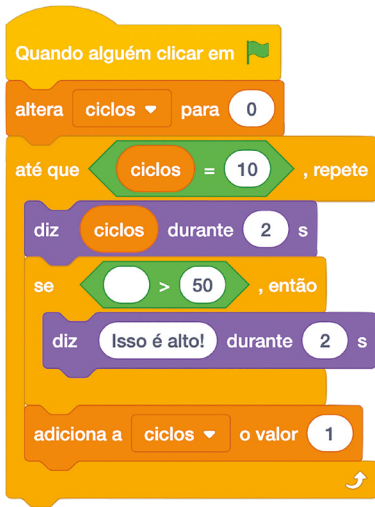 Quando alguém clicar em
altera ciclos para 0
até que ciclos = 10 , repete
diz ciclos durante 2 s
se > 50 , então
diz Isso é alto! durante 2 s
adiciona a ciclos o valor 1